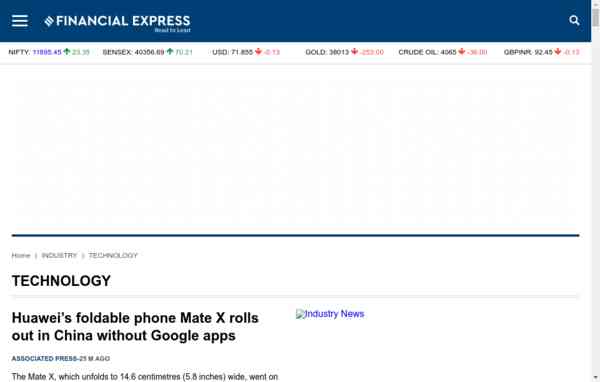 FINANCIAL EXPRESS
Read to Lead
NIFTY: 11895.45 23.35 SENSEX: 40356.69 70.21 USD: 71.855 -0.13 GOLD: 38013 -253.00 CRUDE OIL: 4065 -36.00 GBPINR: 92.45 -0.13
Home | INDUSTRY | TECHNOLOGY
TECHNOLOGY
Huawei's foldable phone Mate X rolls
out in China without Google apps
Industry News
ASSOCIATED PRESS-25 M AGO
The Mate X, which unfolds to 14.6 centimetres (5.8 inches) wide, went on